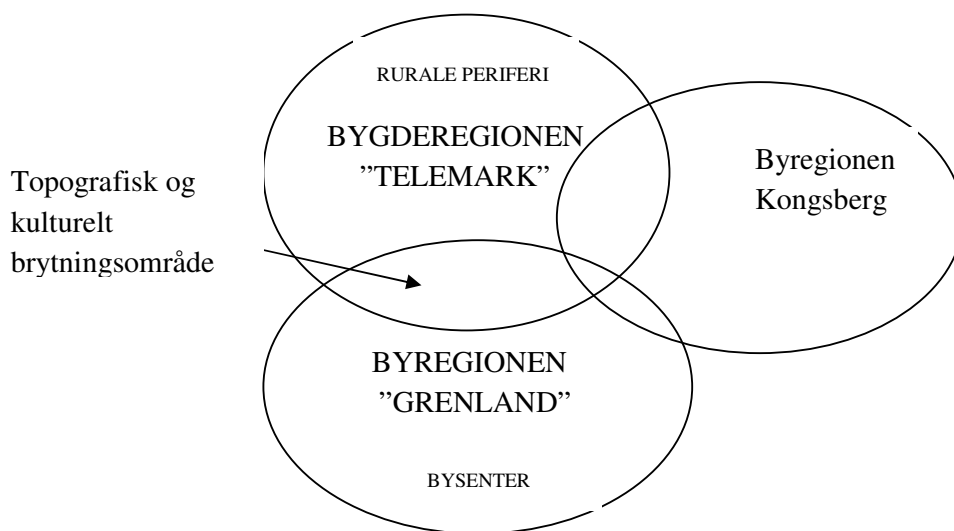 RURALE PERIFERI
BYGDEREGIONEN
”TELEMARK”
Byregionen
Kongsberg
Topografisk og
kulturelt
brytningsområde
BYREGIONEN
”GRENLAND”
BYSENTER